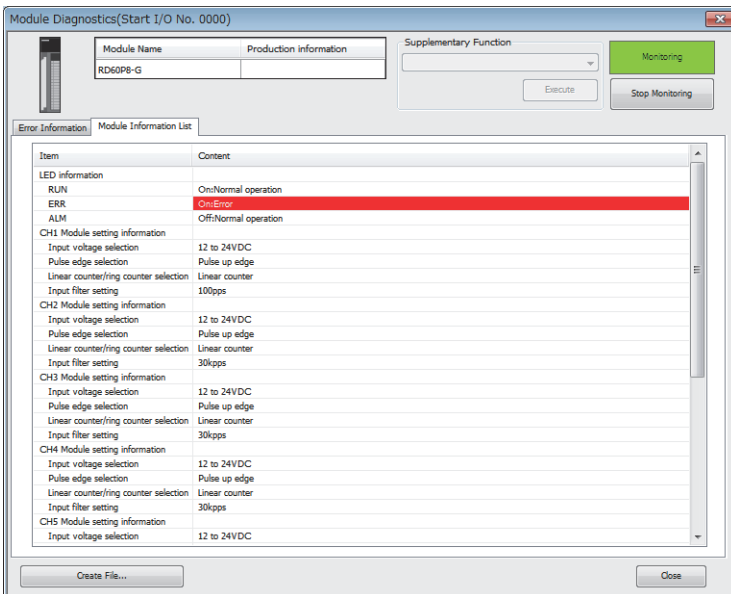 Module Diagnostics(Start I/O No. 0000)
Module Name Production information
RD60P8-G
Supplementary Function
Execute
Monitoring
Stop Monitoring
Error Information Module Information List
Item Content
LED information
RUN On:Normal operation
ERR On:Error
ALM Off:Normal operation
CH1 Module setting information
Input voltage selection 12 to 24VDC
Pulse edge selection Pulse up edge
Linear counter/ring counter selection Linear counter
Input filter setting 100pps
CH2 Module setting information
Input voltage selection 12 to 24VDC
Pulse edge selection Pulse up edge
Linear counter/ring counter selection Linear counter
Input filter setting 30kpps
CH3 Module setting information
Input voltage selection 12 to 24VDC
Pulse edge selection Pulse up edge
Linear counter/ring counter selection Linear counter
Input filter setting 30kpps
CH4 Module setting information
Input voltage selection 12 to 24VDC
Pulse edge selection Pulse up edge
Linear counter/ring counter selection Linear counter
Input filter setting 30kpps
CH5 Module setting information
Input voltage selection 12 to 24VDC
Create File...
Close